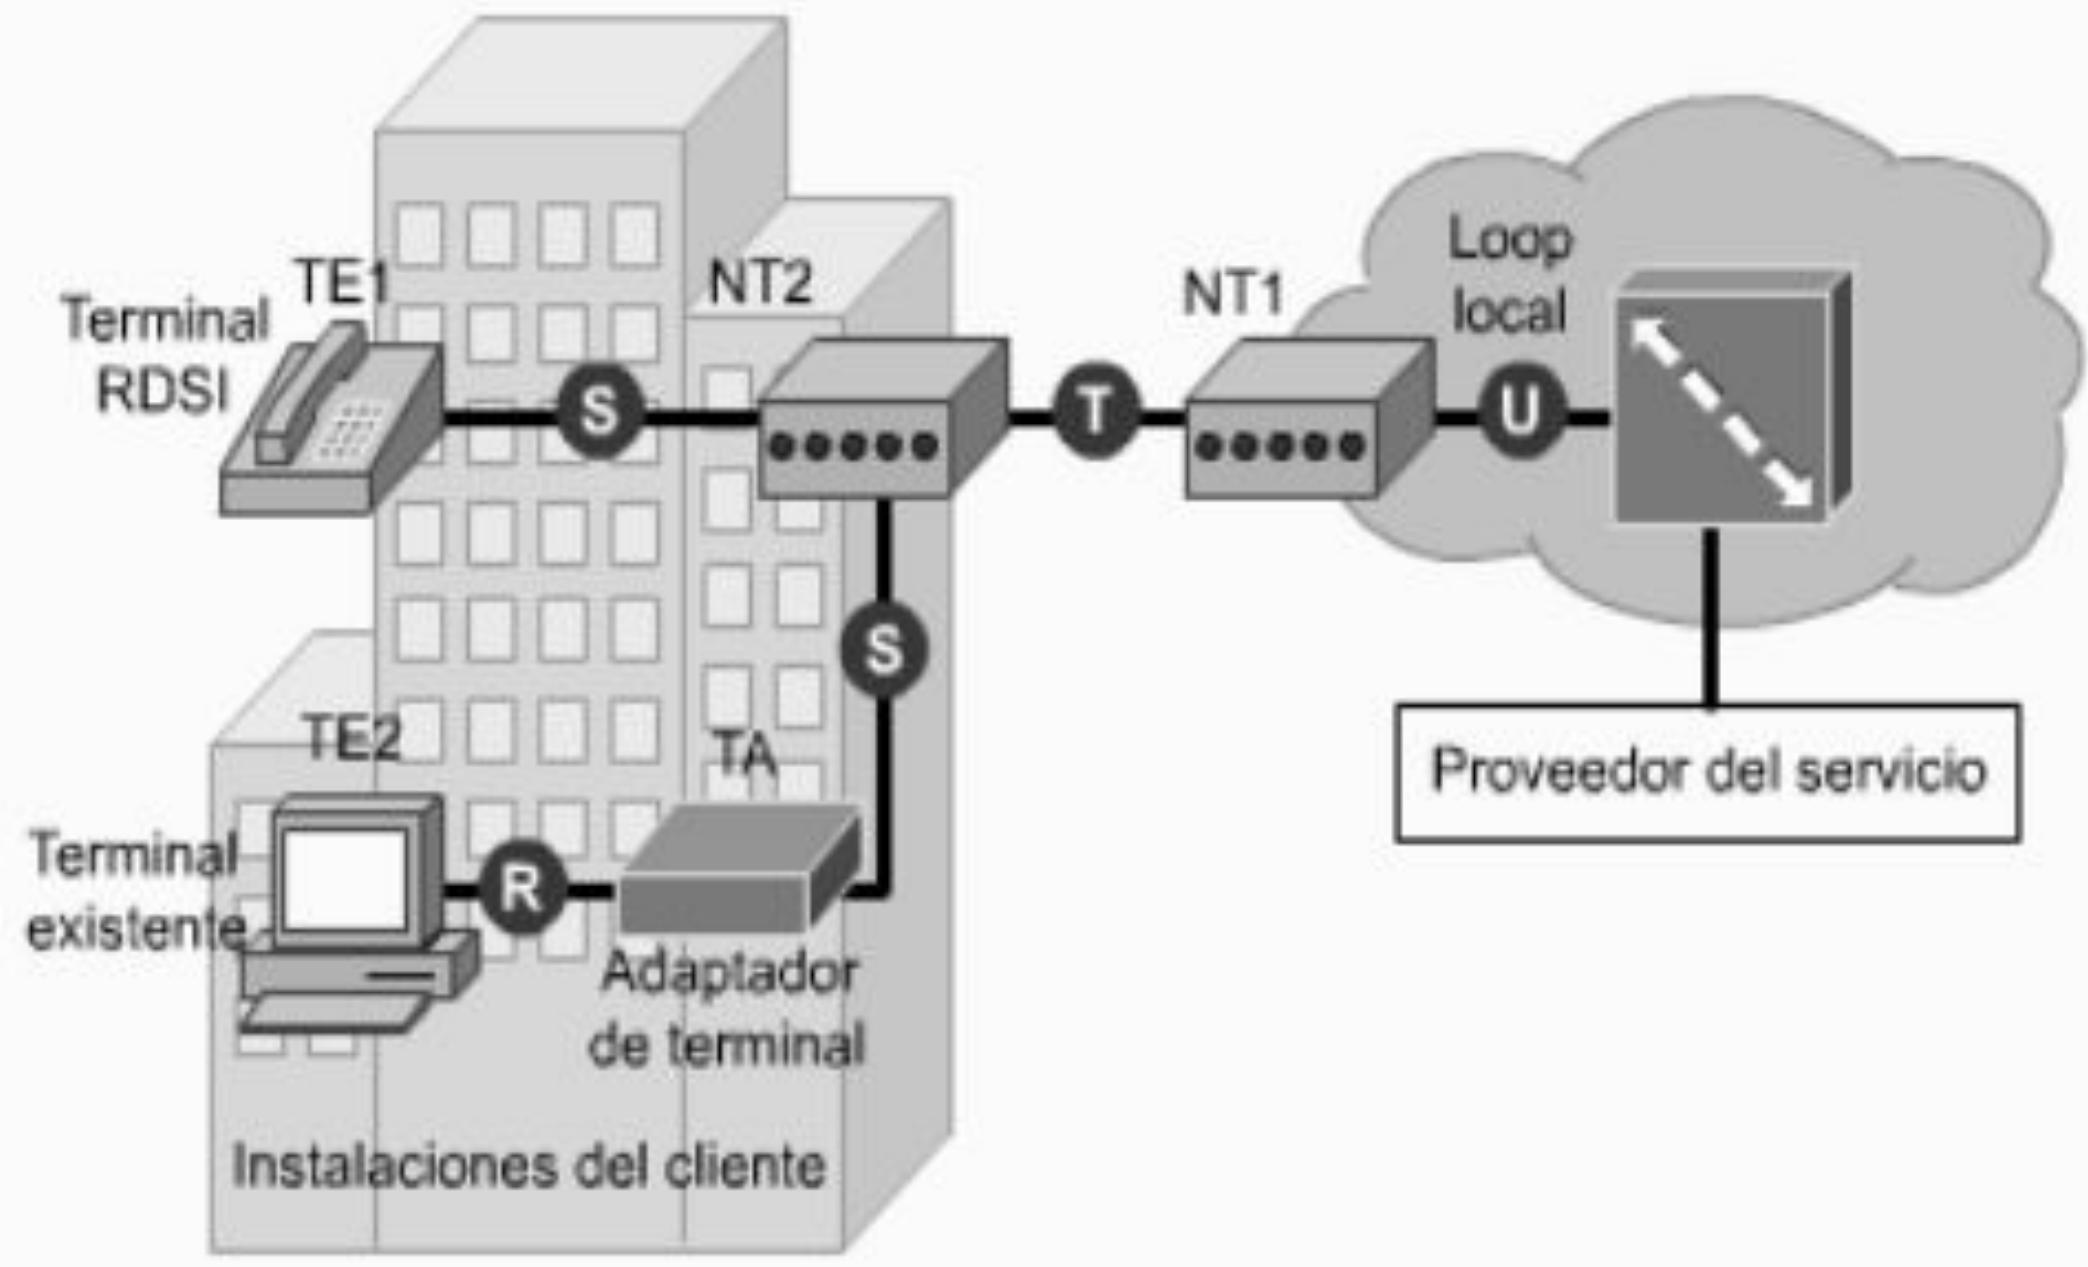 TE1
Terminal
RDSI
S
NT2
T
NT1
Loop
local
U
S
TE2
Terminal
existente
R
TA
Adaptador
de terminal
Instalaciones del cliente
Proveedor del servicio